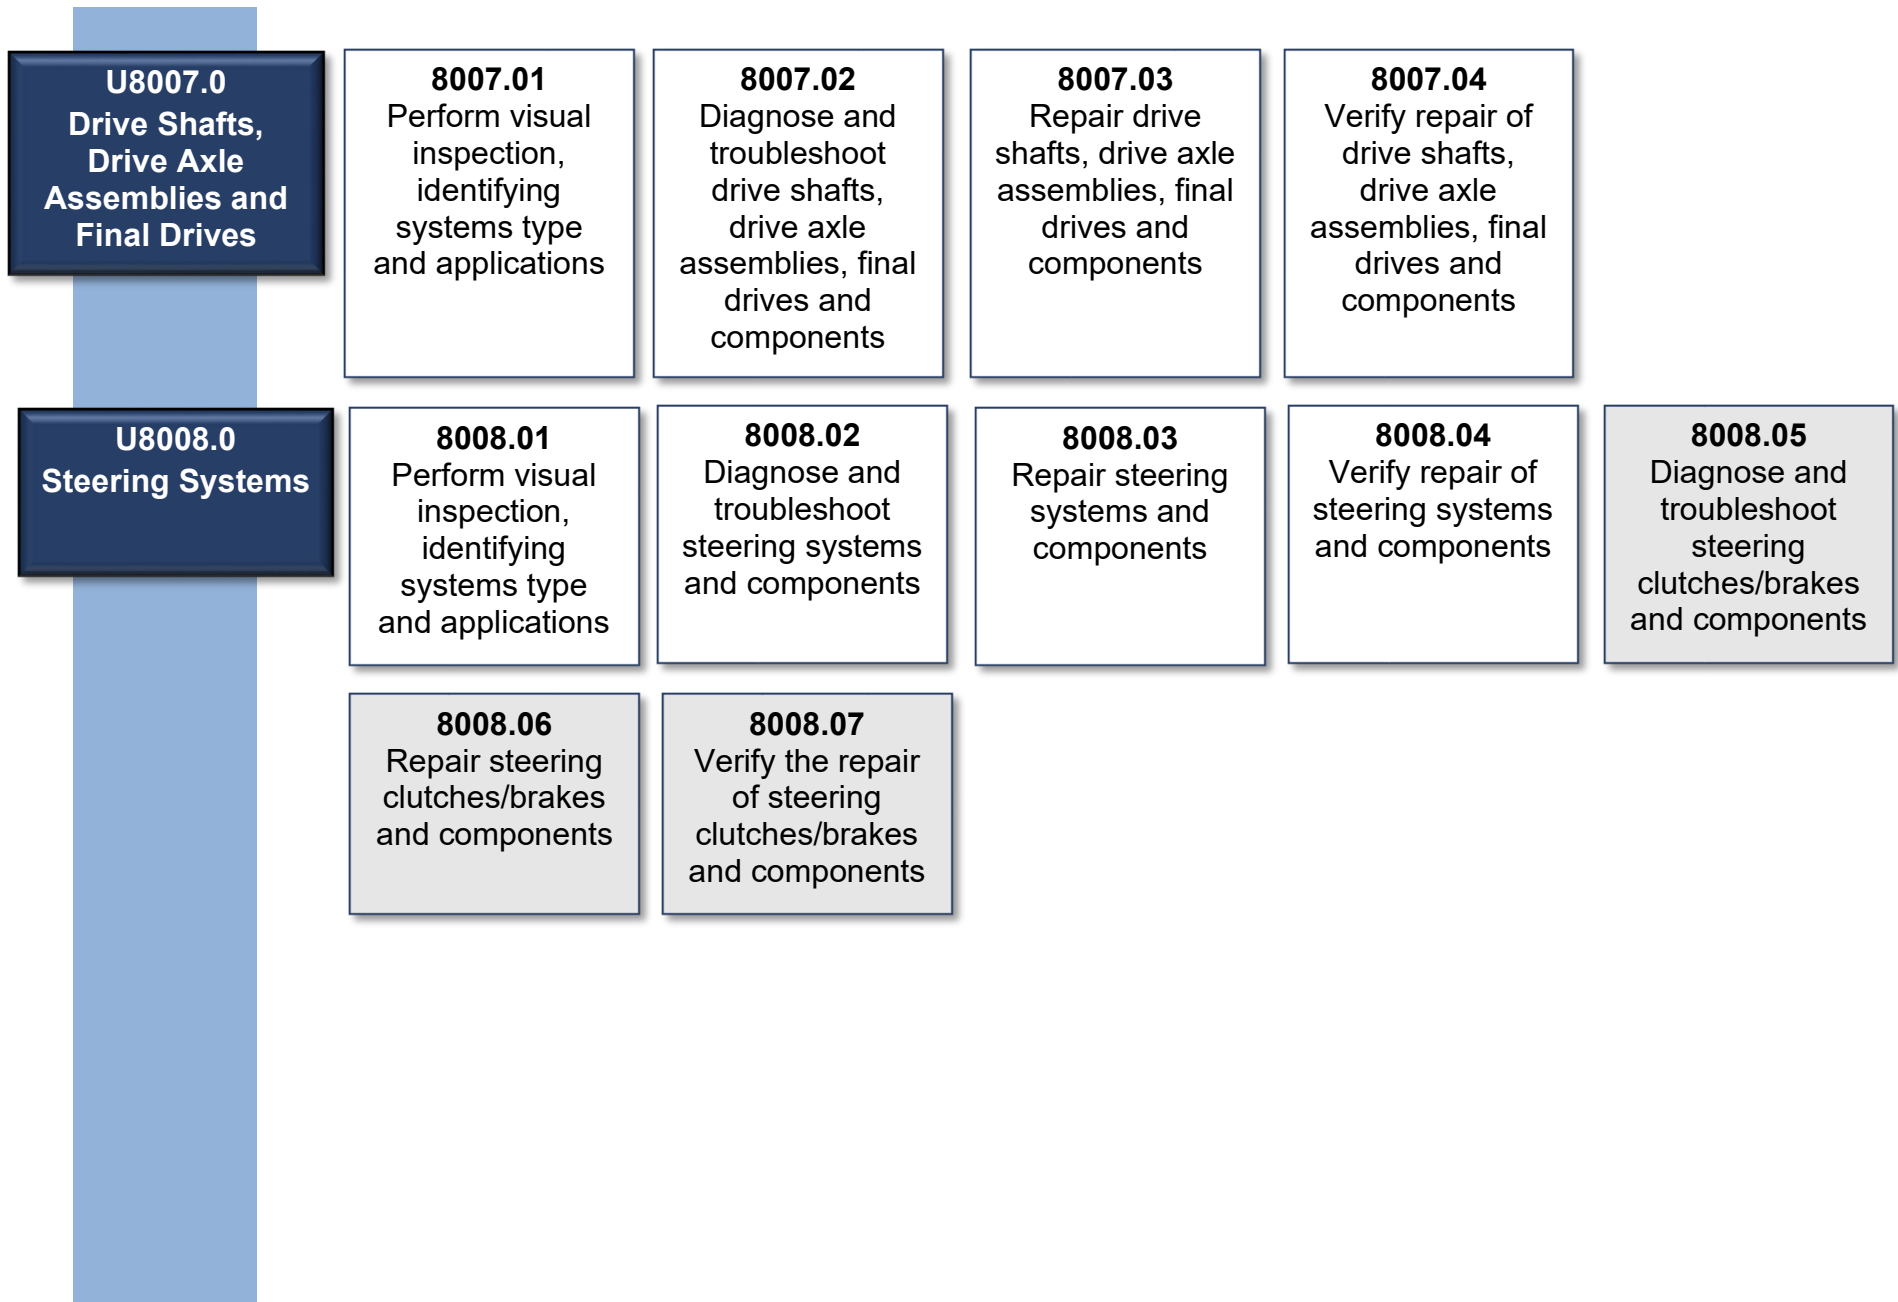 U8007.0
Drive Shafts,
Drive Axle
Assemblies and
Final Drives
8007.01
Perform visual
inspection,
identifying
systems type
and applications
8007.02
Diagnose and
troubleshoot
drive shafts,
drive axle
assemblies, final
drives and
components
8007.03
Repair drive
shafts, drive axle
assemblies, final
drives and
components
8007.04
Verify repair of
drive shafts,
drive axle
assemblies, final
drives and
components
U8008.0
Steering Systems
8008.01
Perform visual
inspection,
identifying
systems type
and applications
8008.02
Diagnose and
troubleshoot
steering systems
and components
8008.03
Repair steering
systems and
components
8008.04
Verify repair of
steering systems
and components
8008.05
Diagnose and
troubleshoot
steering
clutches/brakes
and components
8008.06
Repair steering
clutches/brakes
and components
8008.07
Verify the repair
of steering
clutches/brakes
and components